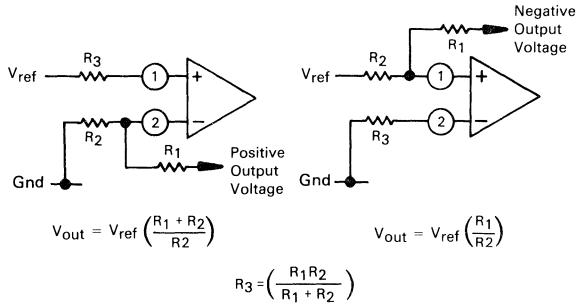 R3
Vref
1
+
2
−
R2
R1
Positive
Output
Voltage
Gnd
Vout = Vref (R1 + R2 / R2)
Negative
Output
Voltage
R1
R2
Vref
1
+
2
−
R3
Gnd
Vout = Vref (R1 / R2)
R3 = (R1R2 / R1 + R2)